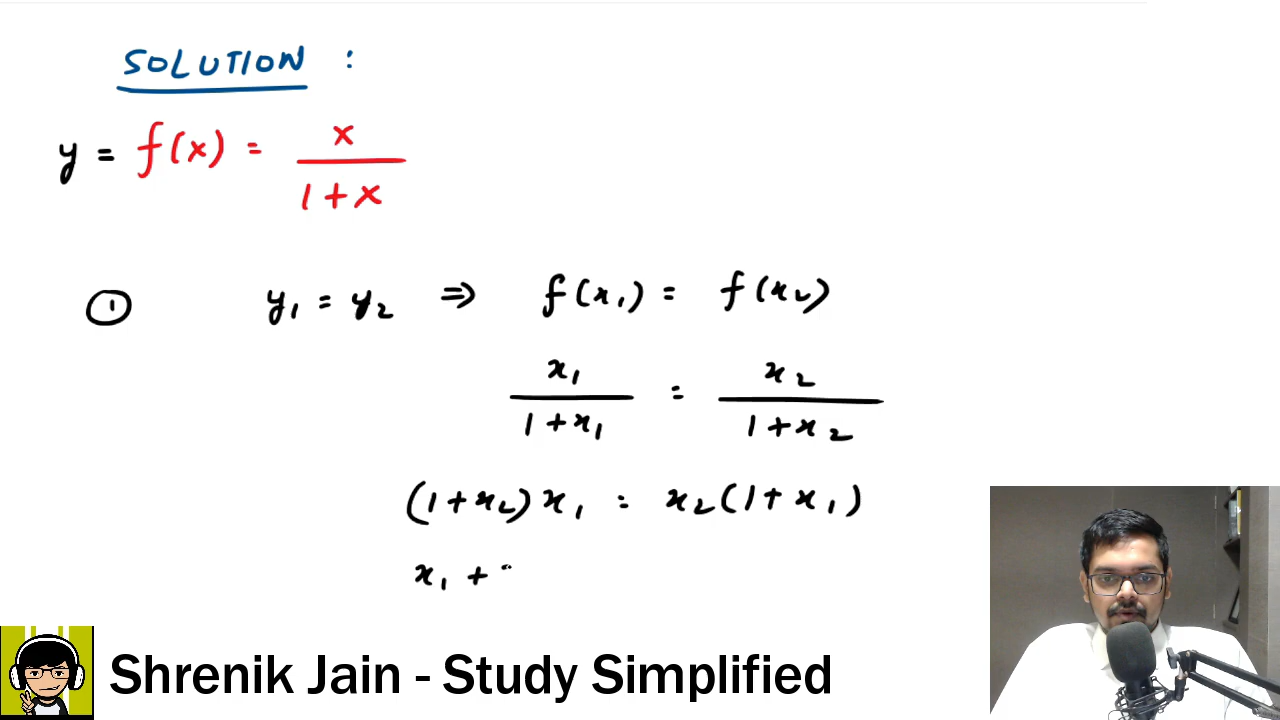 SOLUTION :
y = f(x) = x / 1+x
① y₁ = y₂ ⇒ f(x₁) = f(x₂)
x₁ / 1+x₁ = x₂ / 1+x₂
(1+x₂)x₁ = x₂(1+x₁)
x₁ +
Shrenik Jain - Study Simplified